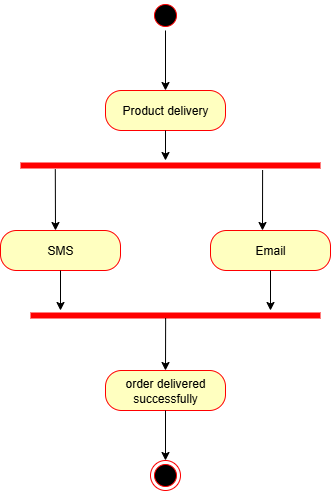 Product delivery
SMS
Email
order delivered
successfully